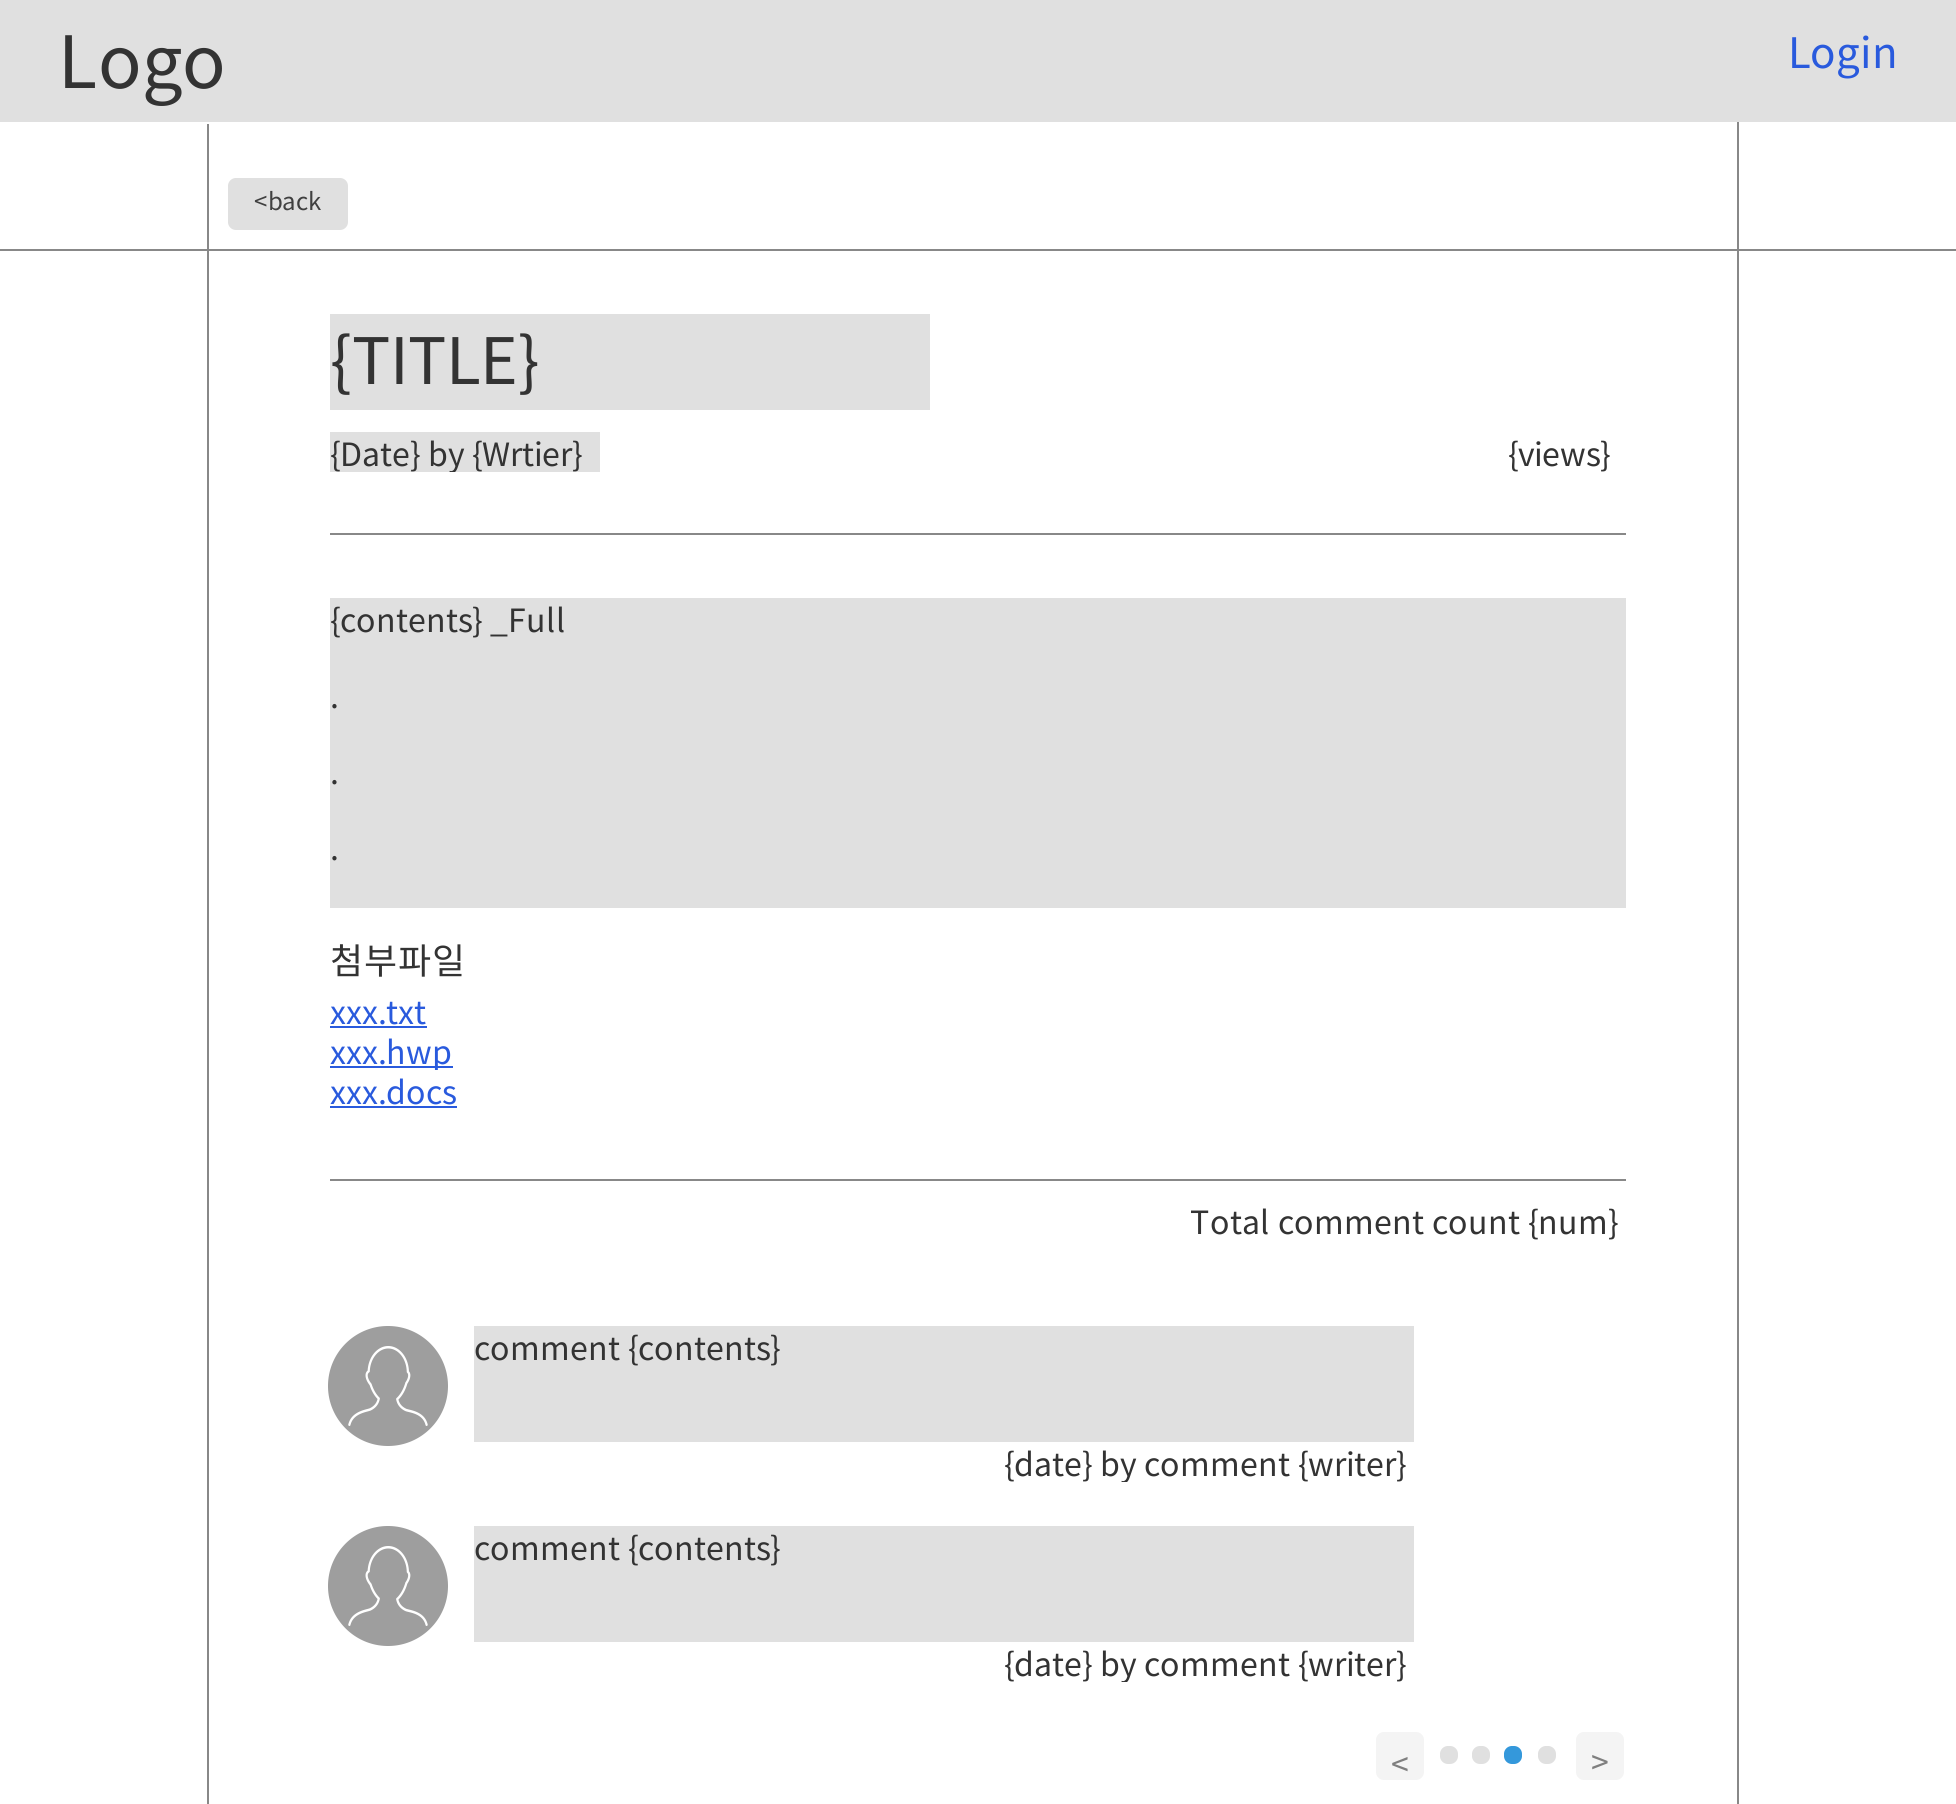 Logo
Login
<back
{TITLE}
{Date} by {Wrtier}
{views}
{contents} _Full
.
.
.
첨부파일
xxx.txt
xxx.hwp
xxx.docs
Total comment count {num}
comment {contents}
{date} by comment {writer}
comment {contents}
{date} by comment {writer}
< >